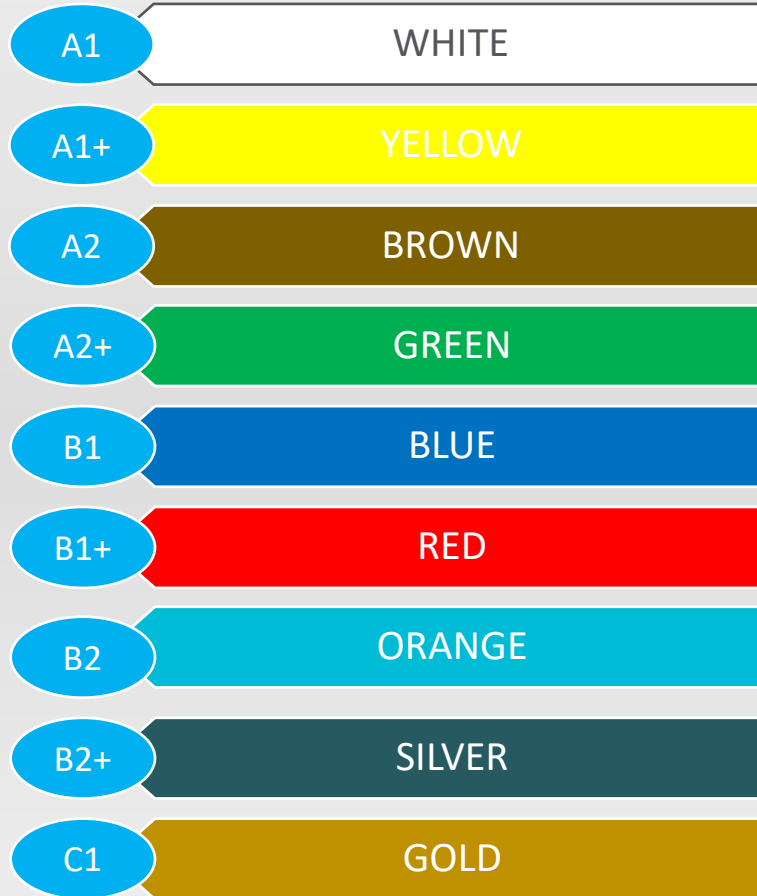 A1 WHITE
A1+ YELLOW
A2 BROWN
A2+ GREEN
B1 BLUE
B1+ RED
B2 ORANGE
B2+ SILVER
C1 GOLD